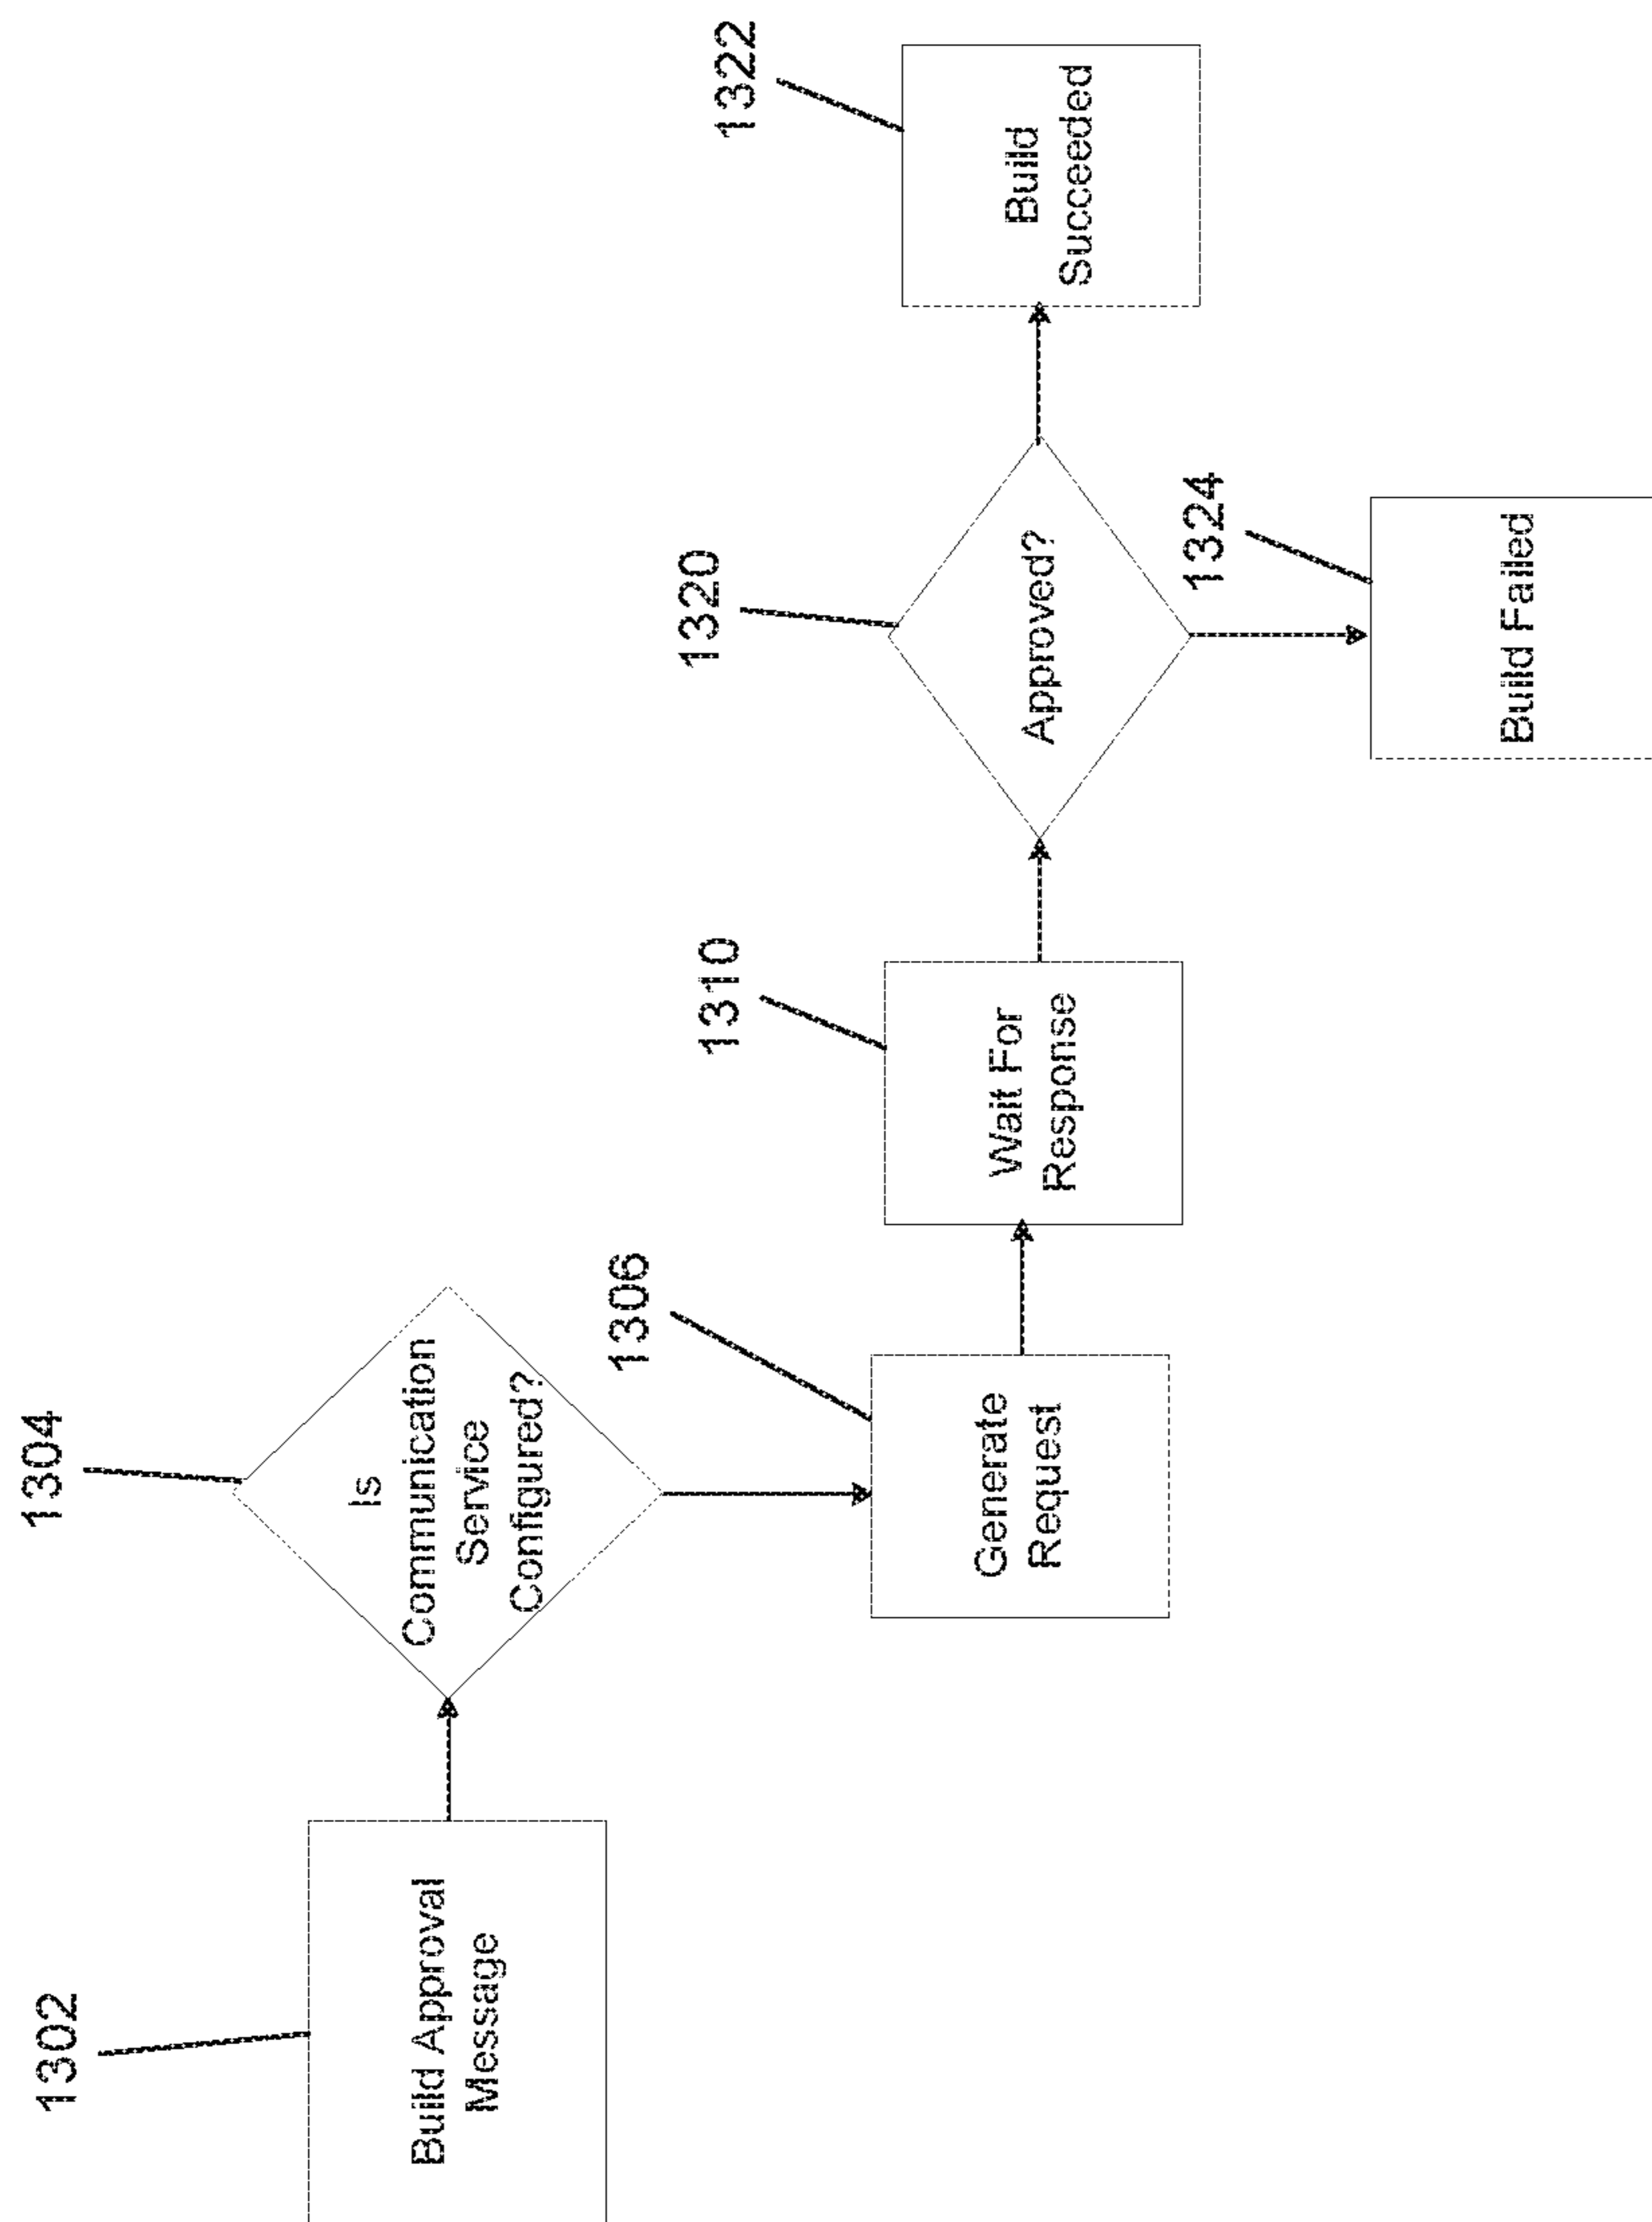 1302
Build Approval
Message
1304
Is
Communication
Service
Configured?
1306
Generate
Request
1310
Wait For
Response
1320
Approved?
1322
Build
Succeeded
1324
Build Failed